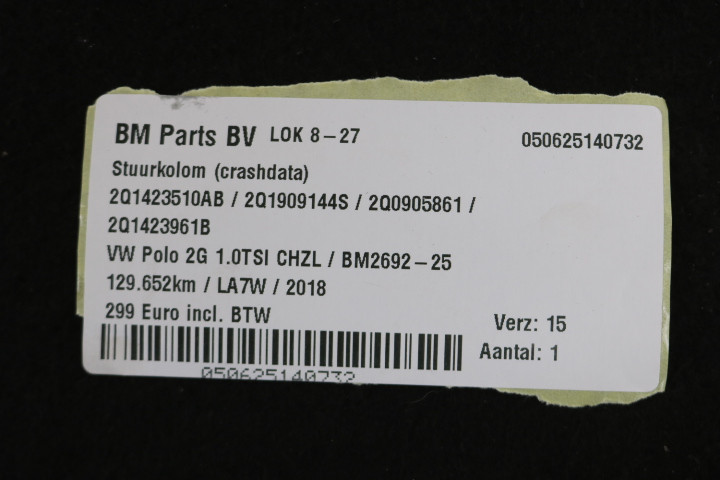 BM Parts BV LOK 8-27 050625140732
Stuurkolom (crashdata)
2Q1423510AB / 2Q1909144S / 2Q0905861 /
2Q1423961B
VW Polo 2G 1.0TSI CHZL / BM2692-25
129.652km / LA7W / 2018
299 Euro incl. BTW
Verz: 15
Aantal: 1
050625140732